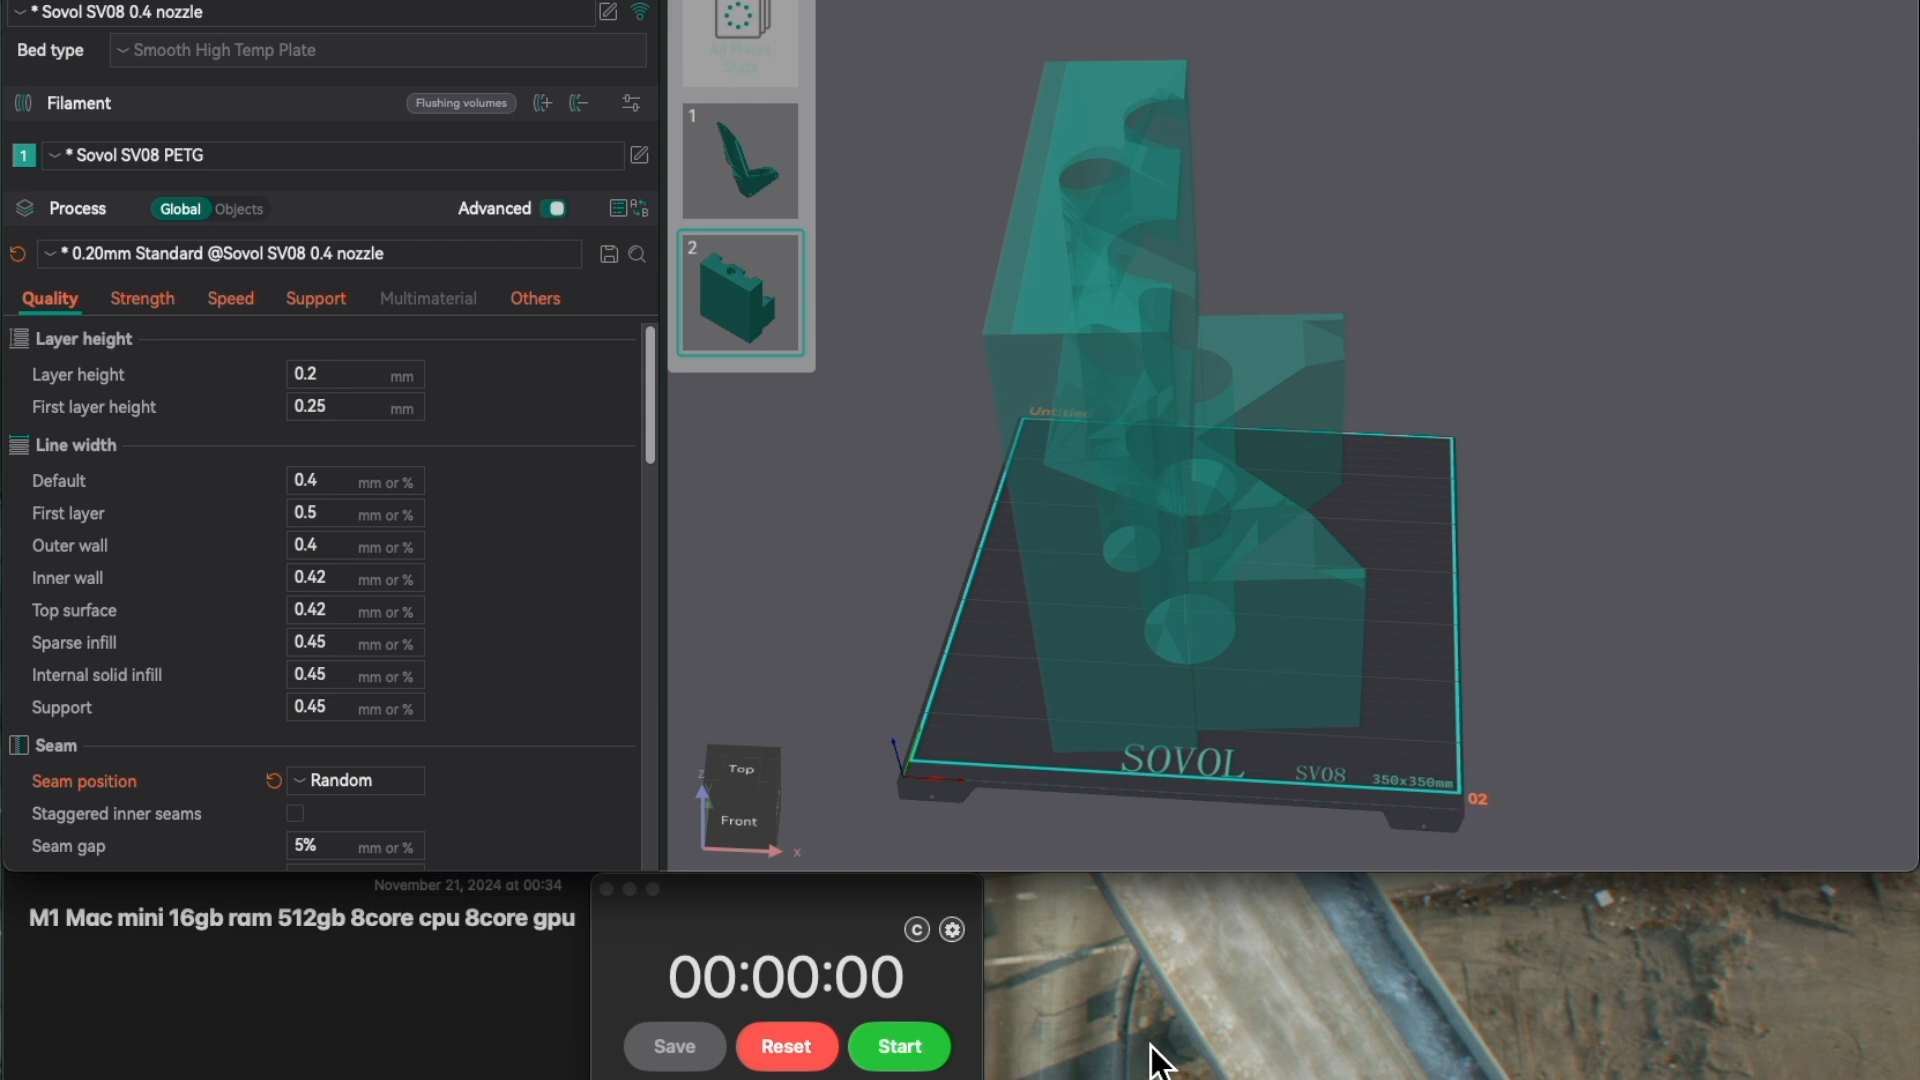 * Sovol SV08 0.4 nozzle
Bed type
Smooth High Temp Plate
Filament
Flushing volumes
1
* Sovol SV08 PETG
Process
Global
Objects
Advanced
* 0.20mm Standard @Sovol SV08 0.4 nozzle
Quality
Strength
Speed
Support
Multimaterial
Others
Layer height
Layer height
0.2
mm
First layer height
0.25
mm
Line width
Default
0.4
mm or %
First layer
0.5
mm or %
Outer wall
0.4
mm or %
Inner wall
0.42
mm or %
Top surface
0.42
mm or %
Sparse infill
0.45
mm or %
Internal solid infill
0.45
mm or %
Support
0.45
mm or %
Seam
Seam position
Random
Staggered inner seams
Seam gap
5%
mm or %
All Plates
Stats
1
2
Untitled
SOVOL
SV08
350x350mm
02
Top
Front
Z
Y
X
November 21, 2024 at 00:34
M1 Mac mini 16gb ram 512gb 8core cpu 8core gpu
C
00:00:00
Save
Reset
Start